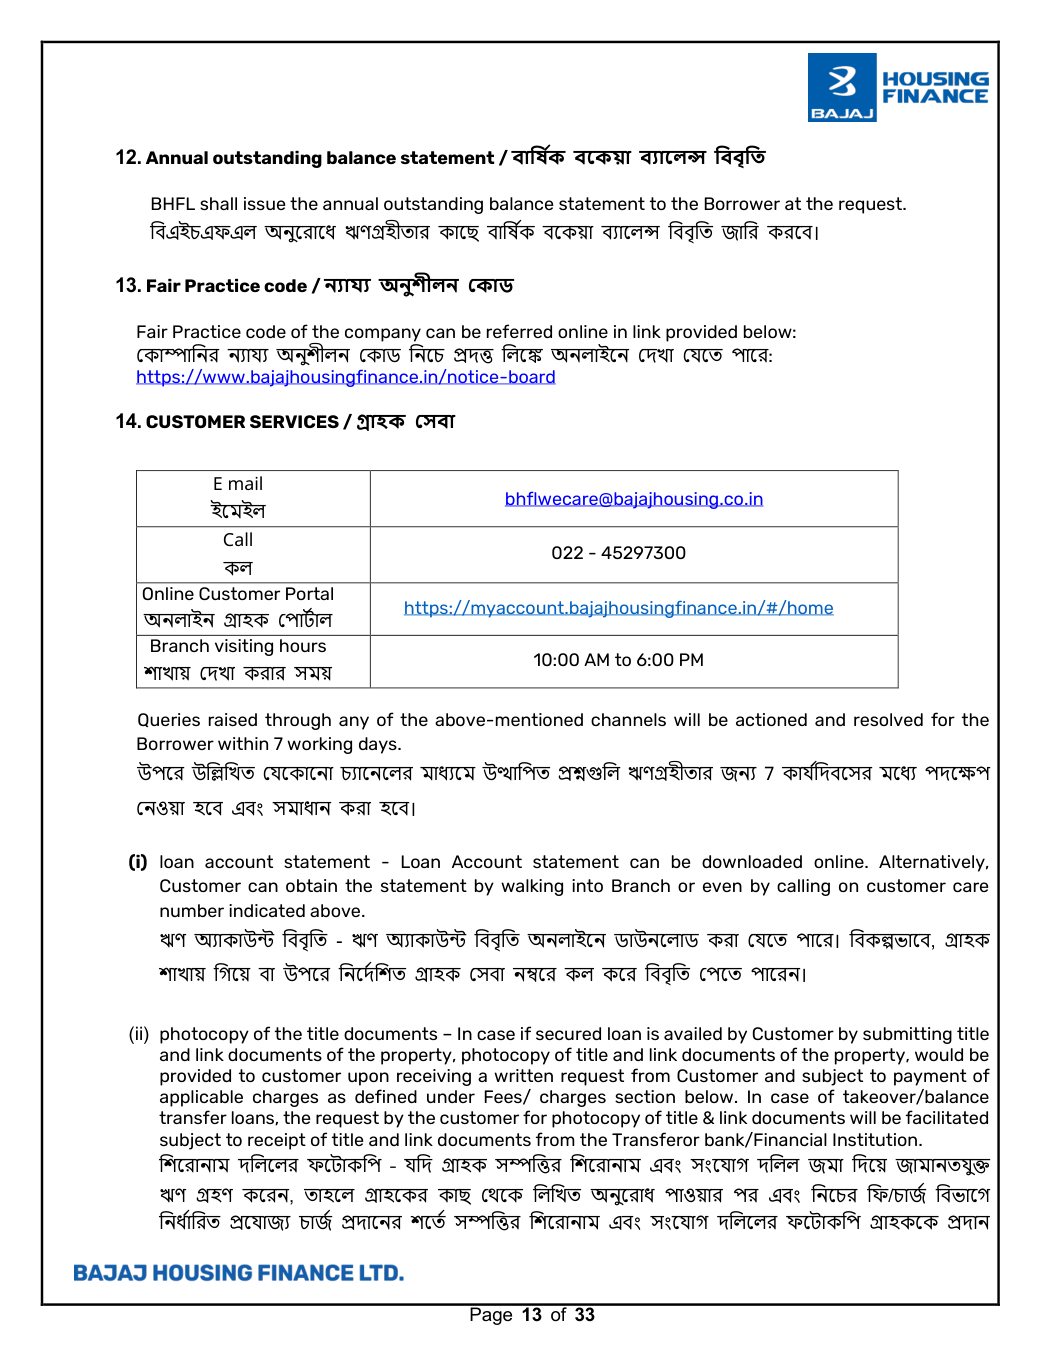 BAJAJ
HOUSING
FINANCE
12. Annual outstanding balance statement / বার্ষিক বকেয়া ব্যালেন্স বিবৃতি
BHFL shall issue the annual outstanding balance statement to the Borrower at the request.
বিএইচএফএল অনুরোধে ঋণগ্রহীতার কাছে বার্ষিক বকেয়া ব্যালেন্স বিবৃতি জারি করবে।
13. Fair Practice code / ন্যায্য অনুশীলন কোড
Fair Practice code of the company can be referred online in link provided below:
কোম্পানির ন্যায্য অনুশীলন কোড নিচে প্রদত্ত লিঙ্কে অনলাইনে দেখা যেতে পারে:
https://www.bajajhousingfinance.in/notice-board
14. CUSTOMER SERVICES / গ্রাহক সেবা
E mail
ইমেইল
bhflwecare@bajajhousing.co.in
Call
কল
022 - 45297300
Online Customer Portal
অনলাইন গ্রাহক পোর্টাল
https://myaccount.bajajhousingfinance.in/#/home
Branch visiting hours
শাখায় দেখা করার সময়
10:00 AM to 6:00 PM
Queries raised through any of the above-mentioned channels will be actioned and resolved for the
Borrower within 7 working days.
উপরে উল্লিখিত যেকোনো চ্যানেলের মাধ্যমে উত্থাপিত প্রশ্নগুলি ঋণগ্রহীতার জন্য 7 কার্যদিবসের মধ্যে পদক্ষেপ
নেওয়া হবে এবং সমাধান করা হবে।
(i) loan account statement - Loan Account statement can be downloaded online. Alternatively,
Customer can obtain the statement by walking into Branch or even by calling on customer care
number indicated above.
ঋণ অ্যাকাউন্ট বিবৃতি - ঋণ অ্যাকাউন্ট বিবৃতি অনলাইনে ডাউনলোড করা যেতে পারে। বিকল্পভাবে, গ্রাহক
শাখায় গিয়ে বা উপরে নির্দেশিত গ্রাহক সেবা নম্বরে কল করে বিবৃতি পেতে পারেন।
(ii) photocopy of the title documents – In case if secured loan is availed by Customer by submitting title
and link documents of the property, photocopy of title and link documents of the property, would be
provided to customer upon receiving a written request from Customer and subject to payment of
applicable charges as defined under Fees/ charges section below. In case of takeover/balance
transfer loans, the request by the customer for photocopy of title & link documents will be facilitated
subject to receipt of title and link documents from the Transferor bank/Financial Institution.
শিরোনাম দলিলের ফটোকপি - যদি গ্রাহক সম্পত্তির শিরোনাম এবং সংযোগ দলিল জমা দিয়ে জামানতযুক্ত
ঋণ গ্রহণ করেন, তাহলে গ্রাহকের কাছ থেকে লিখিত অনুরোধ পাওয়ার পর এবং নিচের ফি/চার্জ বিভাগে
নির্ধারিত প্রযোজ্য চার্জ প্রদানের শর্তে সম্পত্তির শিরোনাম এবং সংযোগ দলিলের ফটোকপি গ্রাহককে প্রদান
BAJAJ HOUSING FINANCE LTD.
Page 13 of 33